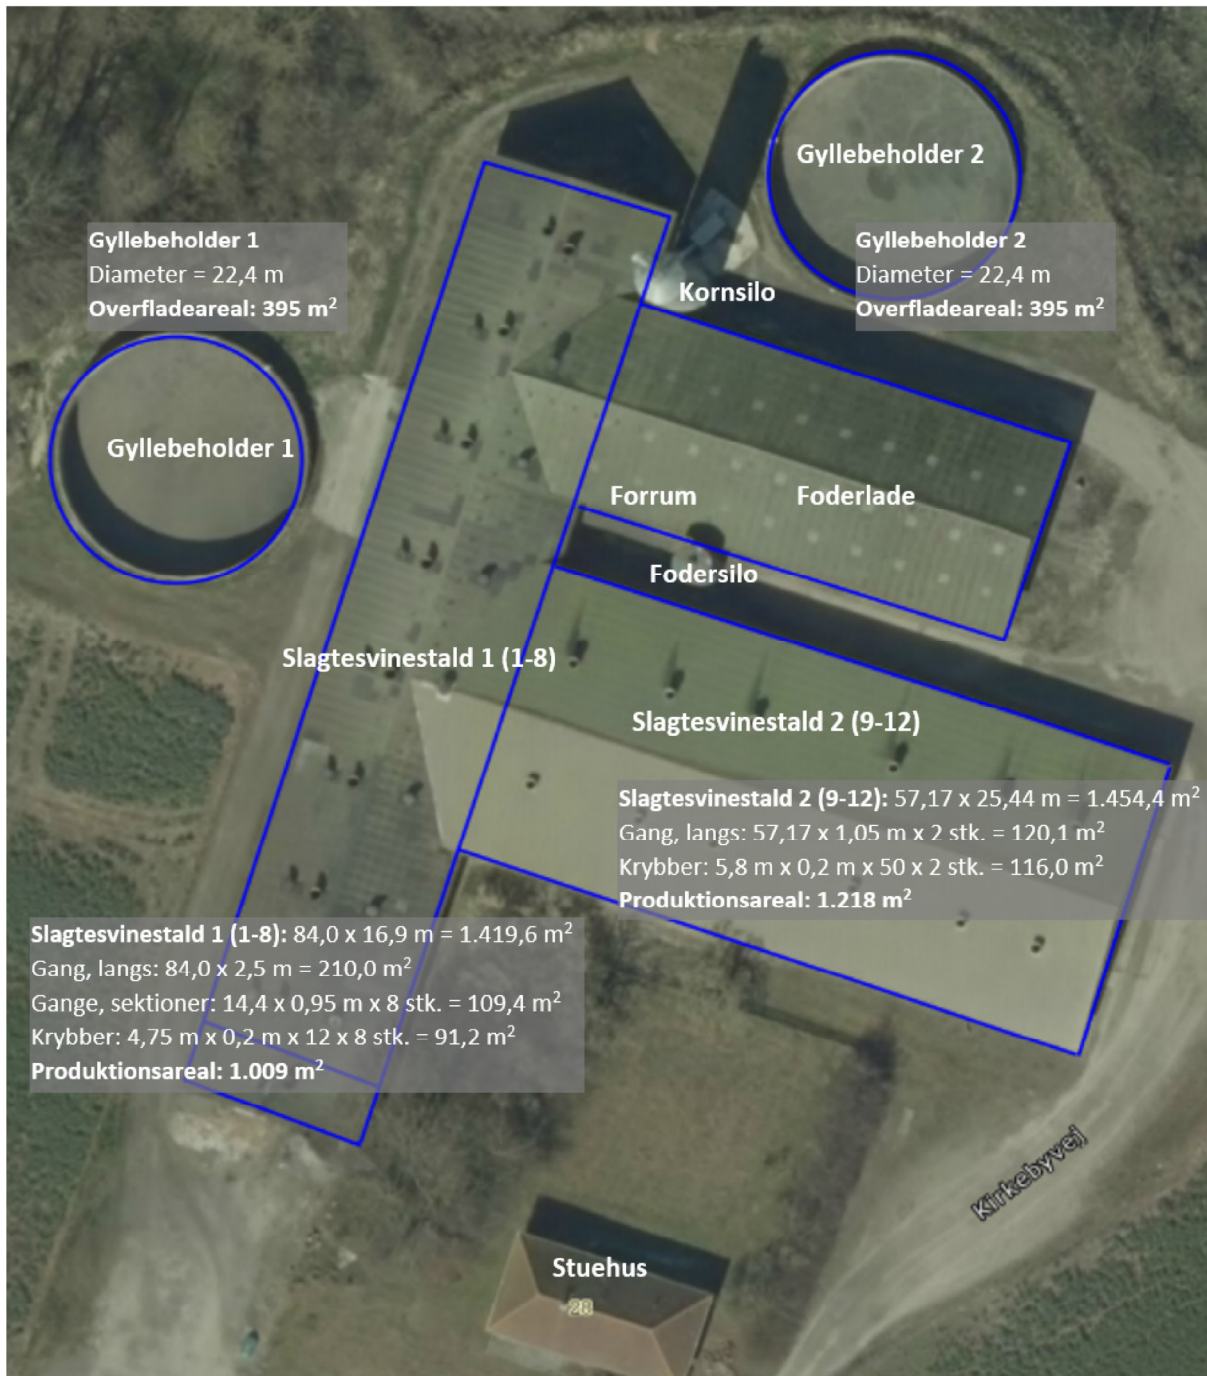 Gyllebeholder 2
Gyllebeholder 1
Diameter = 22,4 m
Overfladeareal: 395 m²
Gyllebeholder 2
Diameter = 22,4 m
Overfladeareal: 395 m²
Kornsilo
Gyllebeholder 1
Forrum
Foderlade
Fodersilo
Slagtesvinestald 1 (1-8)
Slagtesvinestald 2 (9-12)
Slagtesvinestald 2 (9-12): 57,17 x 25,44 m = 1.454,4 m²
Gang, langs: 57,17 x 1,05 m x 2 stk. = 120,1 m²
Krybber: 5,8 m x 0,2 m x 50 x 2 stk. = 116,0 m²
Produktionsareal: 1.218 m²
Slagtesvinestald 1 (1-8): 84,0 x 16,9 m = 1.419,6 m²
Gang, langs: 84,0 x 2,5 m = 210,0 m²
Gange, sektioner: 14,4 x 0,95 m x 8 stk. = 109,4 m²
Krybber: 4,75 m x 0,2 m x 12 x 8 stk. = 91,2 m²
Produktionsareal: 1.009 m²
Kirkebyvej
Stuehus
28